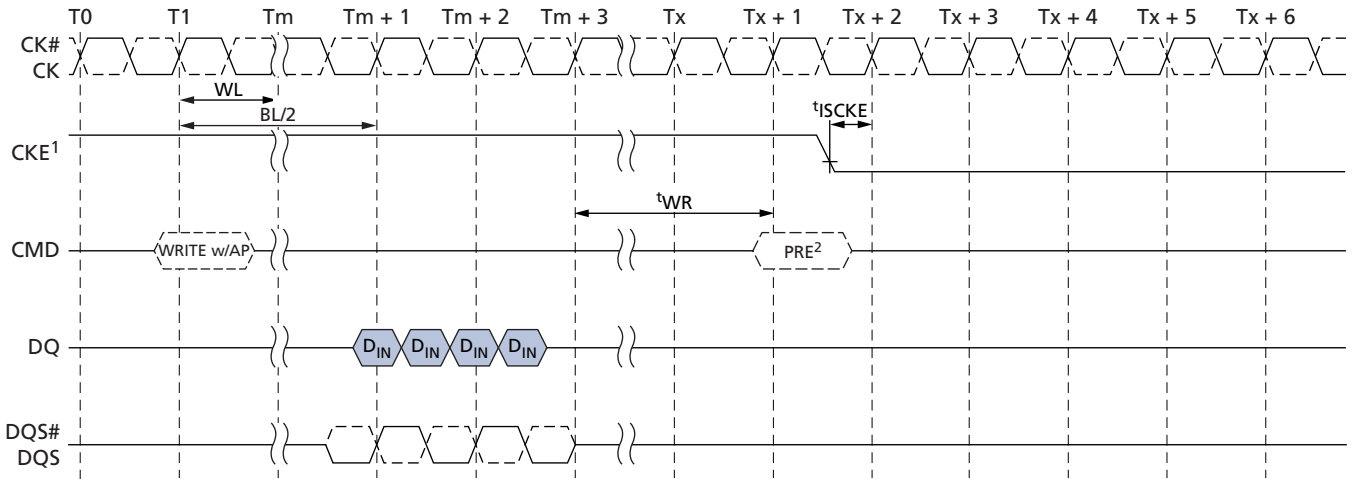 T0 T1 Tm Tm + 1 Tm + 2 Tm + 3 Tx Tx + 1 Tx + 2 Tx + 3 Tx + 4 Tx + 5 Tx + 6
CK#
CK
WL
BL/2
tISCKE
CKE1
tWR
CMD WRITE w/AP PRE2
DQ DIN DIN DIN DIN
DQS#
DQS